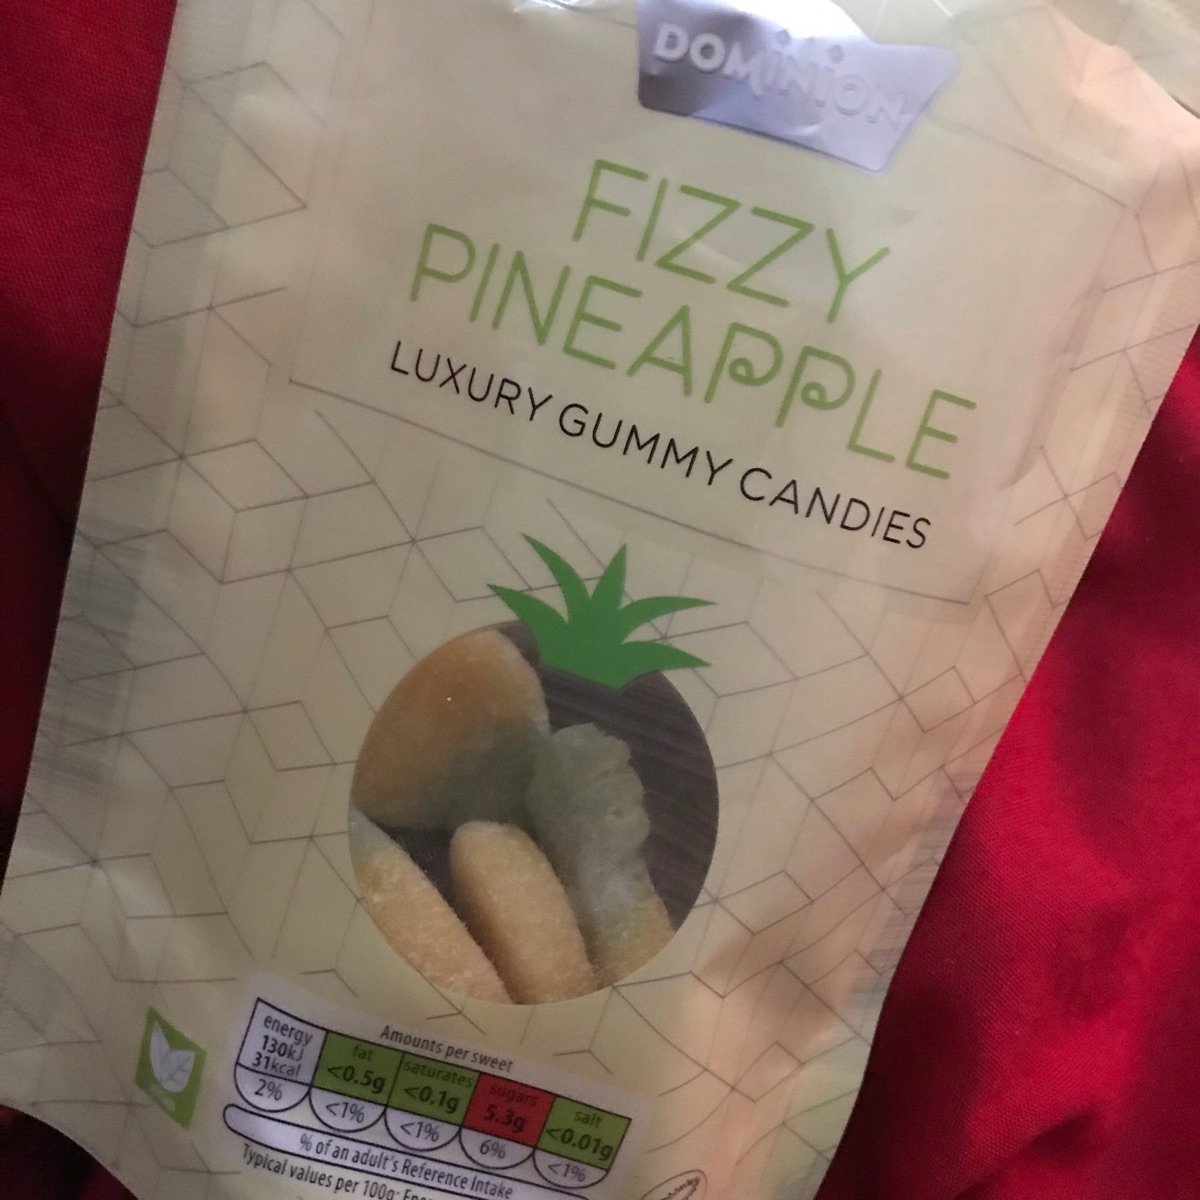 DOMINION
FIZZY
PINEAPPLE
LUXURY GUMMY CANDIES
Amounts per sweet
energy
130kJ
31kcal
2%
fat
<0.5g
<1%
saturates
<0.1g
<1%
sugars
5.3g
6%
salt
<0.01g
<1%
% of an adult's Reference Intake
Typical values per 100g: